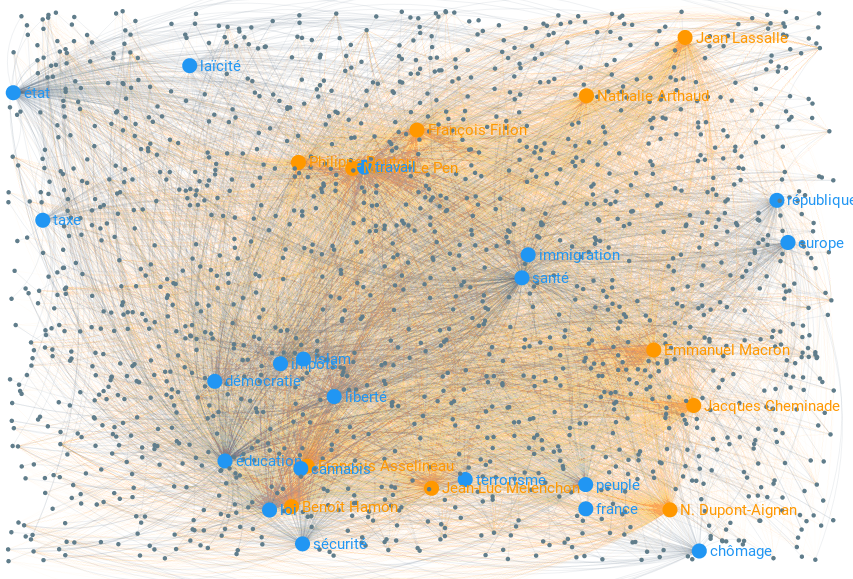 Jean Lassalle
laïcité
état
Nathalie Arthaud
François Fillon
travail
Le Pen
république
taxe
europe
immigration
santé
Emmanuel Macron
islam
impôts
démocratie
liberté
Jacques Cheminade
éducation
cannabis
Asselineau
terrorisme
peuple
Jean-Luc Mélenchon
loi
Benoît Hamon
france
N. Dupont-Aignan
sécurité
chômage